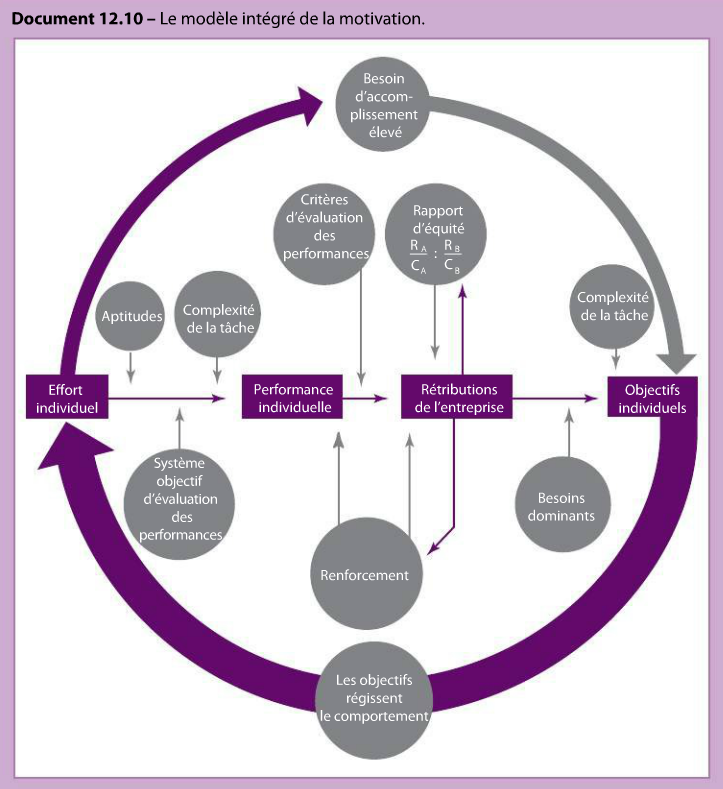 Document 12.10 – Le modèle intégré de la motivation.
Besoin
d'accom-
plissement
élevé
Critères
d'évaluation
des
performances
Rapport
d'équité
R A : R B
C A C B
Aptitudes
Complexité
de la tâche
Complexité
de la tâche
Effort
individuel
Performance
individuelle
Rétributions
de l'entreprise
Objectifs
individuels
Système
objectif
d'évaluation
des
performances
Besoins
dominants
Renforcement
Les objectifs
régissent
le comportement